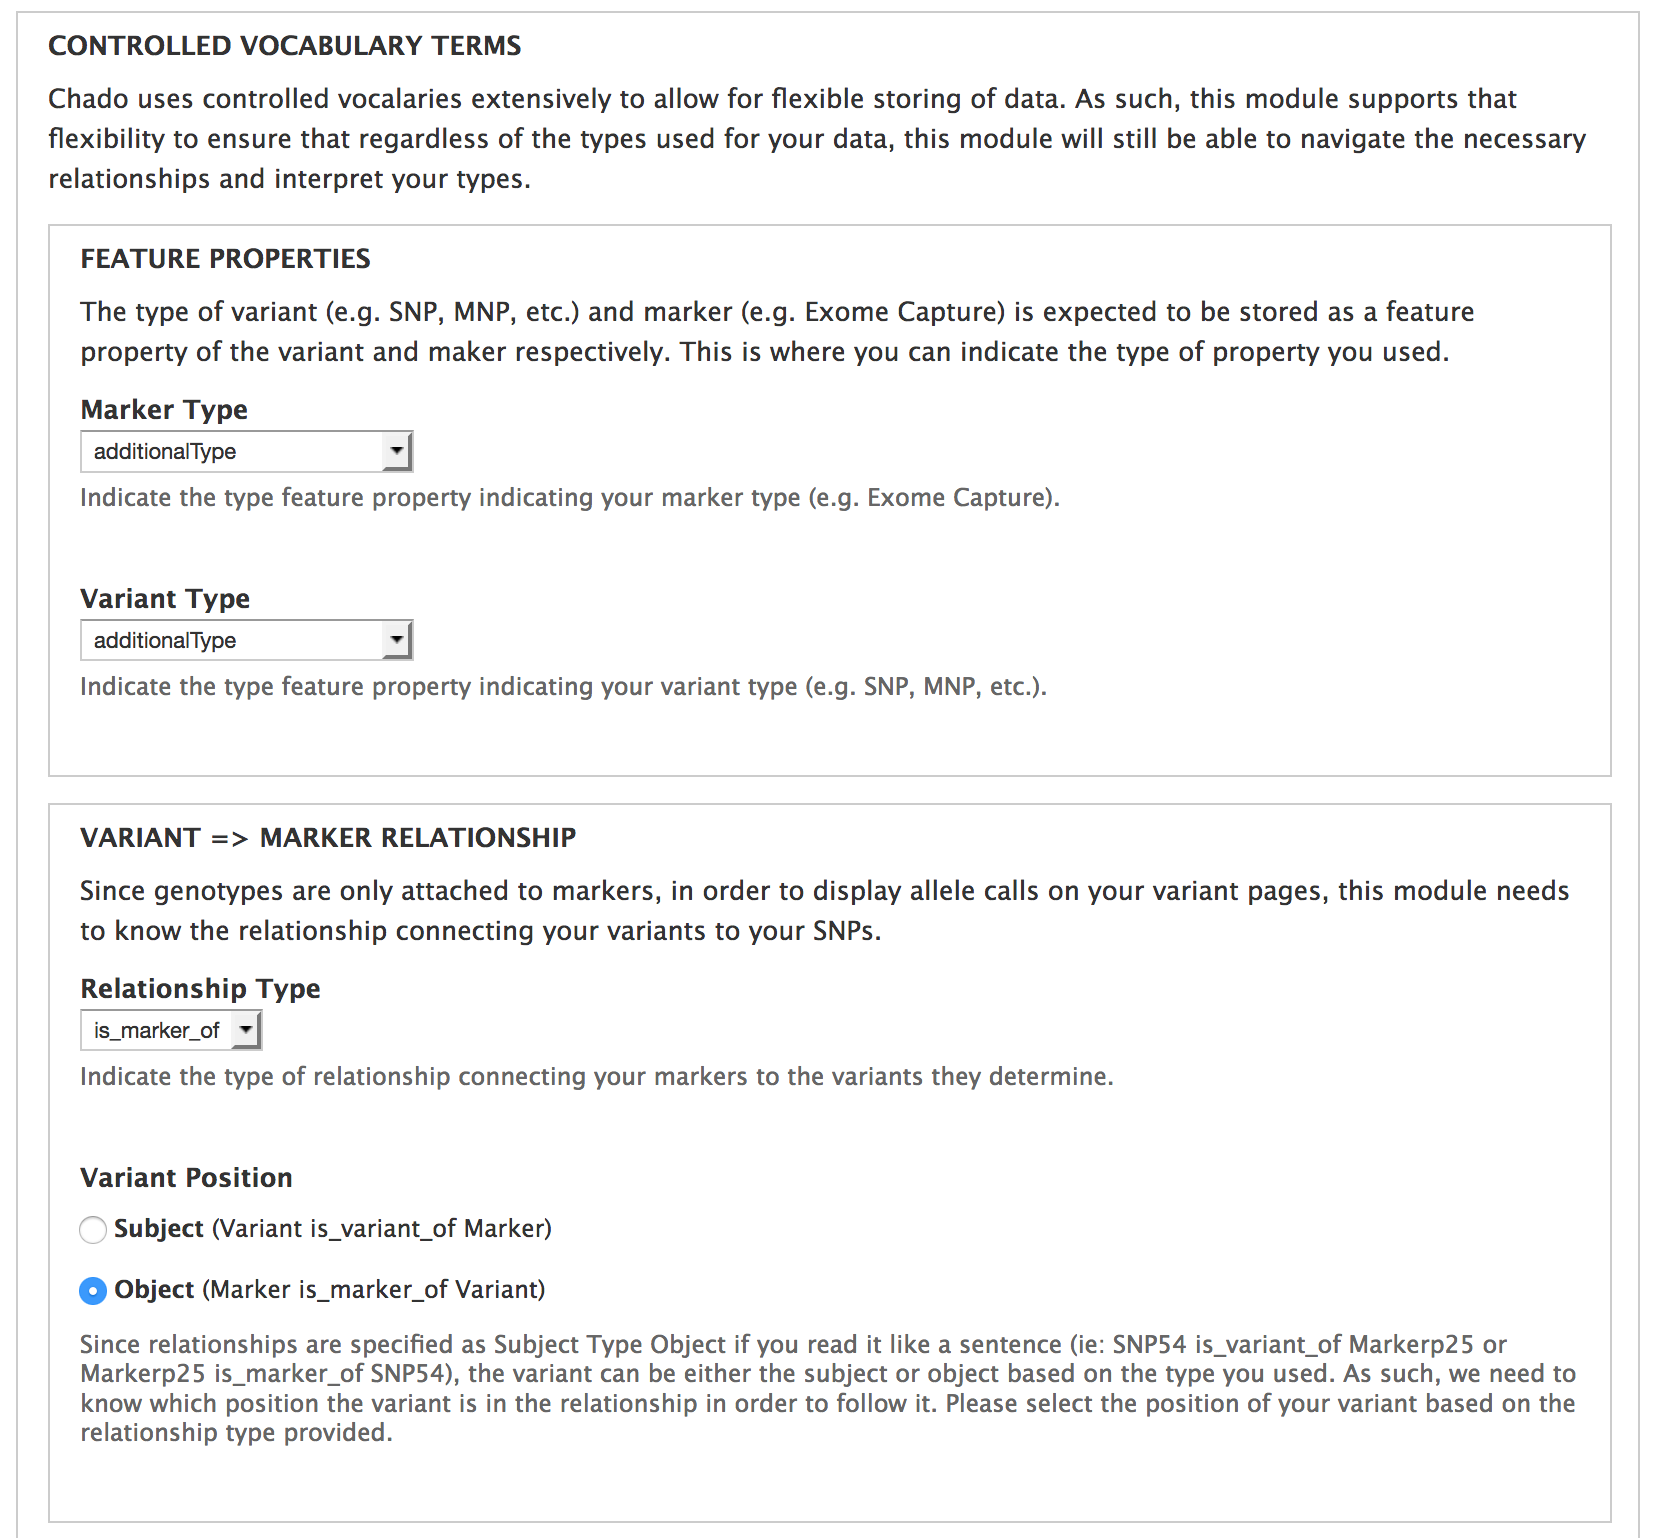 CONTROLLED VOCABULARY TERMS
Chado uses controlled vocalaries extensively to allow for flexible storing of data. As such, this module supports that
flexibility to ensure that regardless of the types used for your data, this module will still be able to navigate the necessary
relationships and interpret your types.
FEATURE PROPERTIES
The type of variant (e.g. SNP, MNP, etc.) and marker (e.g. Exome Capture) is expected to be stored as a feature
property of the variant and maker respectively. This is where you can indicate the type of property you used.
Marker Type
additionalType
Indicate the type feature property indicating your marker type (e.g. Exome Capture).
Variant Type
additionalType
Indicate the type feature property indicating your variant type (e.g. SNP, MNP, etc.).
VARIANT => MARKER RELATIONSHIP
Since genotypes are only attached to markers, in order to display allele calls on your variant pages, this module needs
to know the relationship connecting your variants to your SNPs.
Relationship Type
is_marker_of
Indicate the type of relationship connecting your markers to the variants they determine.
Variant Position
Subject (Variant is_variant_of Marker)
Object (Marker is_marker_of Variant)
Since relationships are specified as Subject Type Object if you read it like a sentence (ie: SNP54 is_variant_of Markerp25 or
Markerp25 is_marker_of SNP54), the variant can be either the subject or object based on the type you used. As such, we need to
know which position the variant is in the relationship in order to follow it. Please select the position of your variant based on the
relationship type provided.